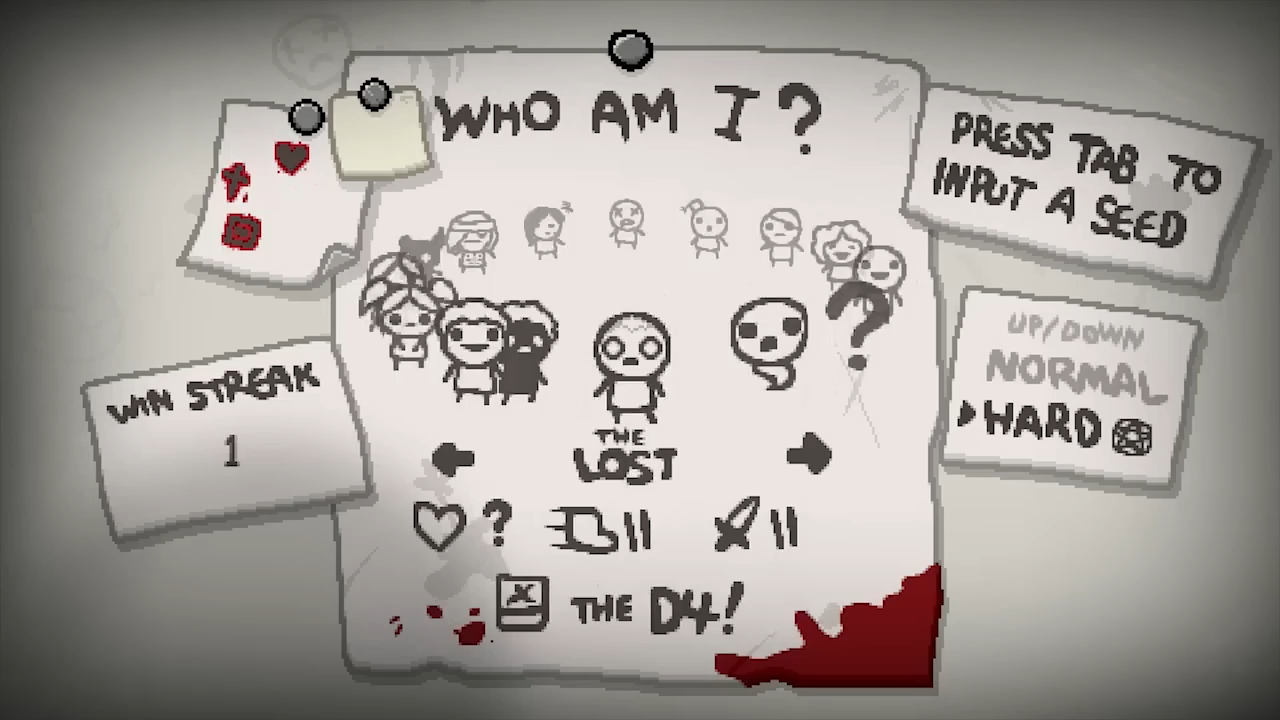 WHO AM I?
PRESS TAB TO
INPUT A SEED
WIN STREAK
1
UP/DOWN
NORMAL
HARD
?
THE
LOST
?
THE D4!